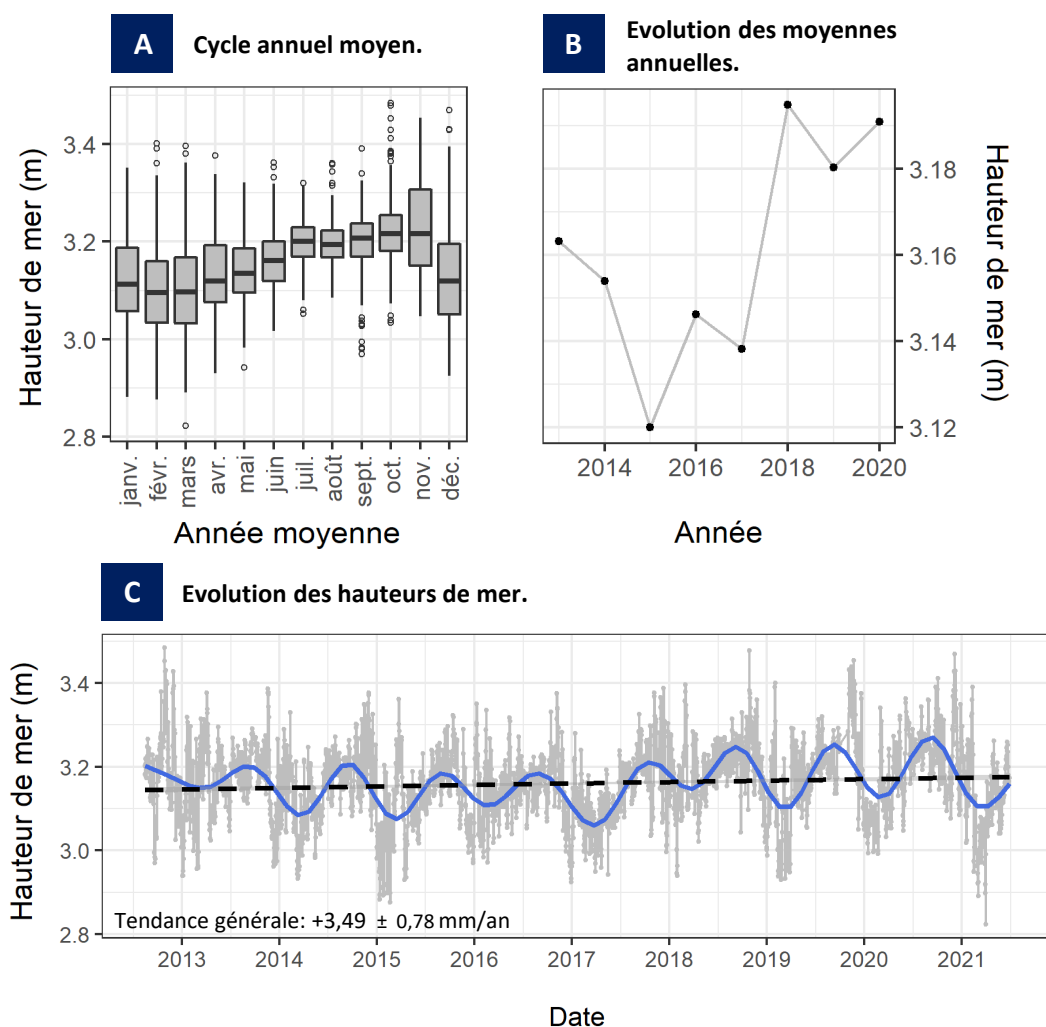 A
Cycle annuel moyen.
3.4
3.2
3.0
2.8
Hauteur de mer (m)
janv.
févr.
mars
avr.
mai
juin
juil.
août
sept.
oct.
nov.
déc.
Année moyenne
B
Evolution des moyennes
annuelles.
3.18
3.16
3.14
3.12
Hauteur de mer (m)
2014
2016
2018
2020
Année
C
Evolution des hauteurs de mer.
3.4
3.2
3.0
2.8
Hauteur de mer (m)
Tendance générale: +3,49 ± 0,78 mm/an
2013
2014
2015
2016
2017
2018
2019
2020
2021
Date